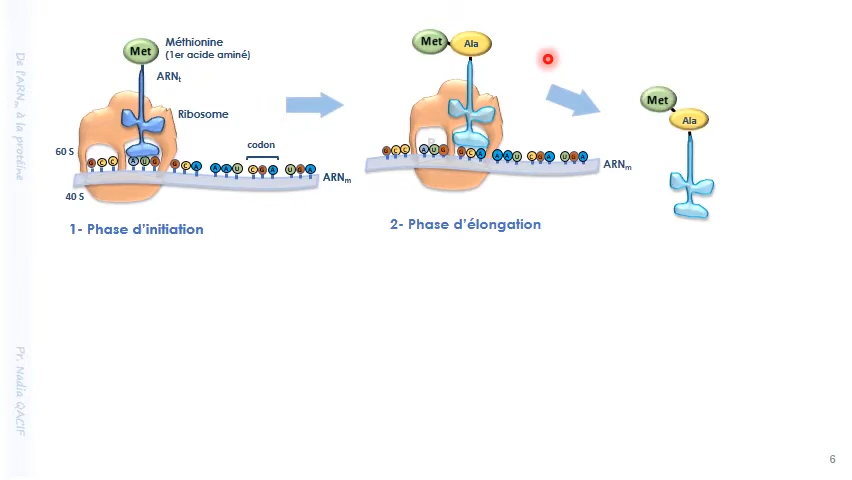 De l'ARNm à la protéine
Pr. Nadia QACIF
Met
Méthionine
(1er acide aminé)
ARNt
Ribosome
codon
60 S
G C C A U G G C A A A U C G A U G A
ARNm
40 S
1- Phase d'initiation
Met Ala
G C C A U G G C A A A U C G A U G A
ARNm
2- Phase d'élongation
Met
Ala
6